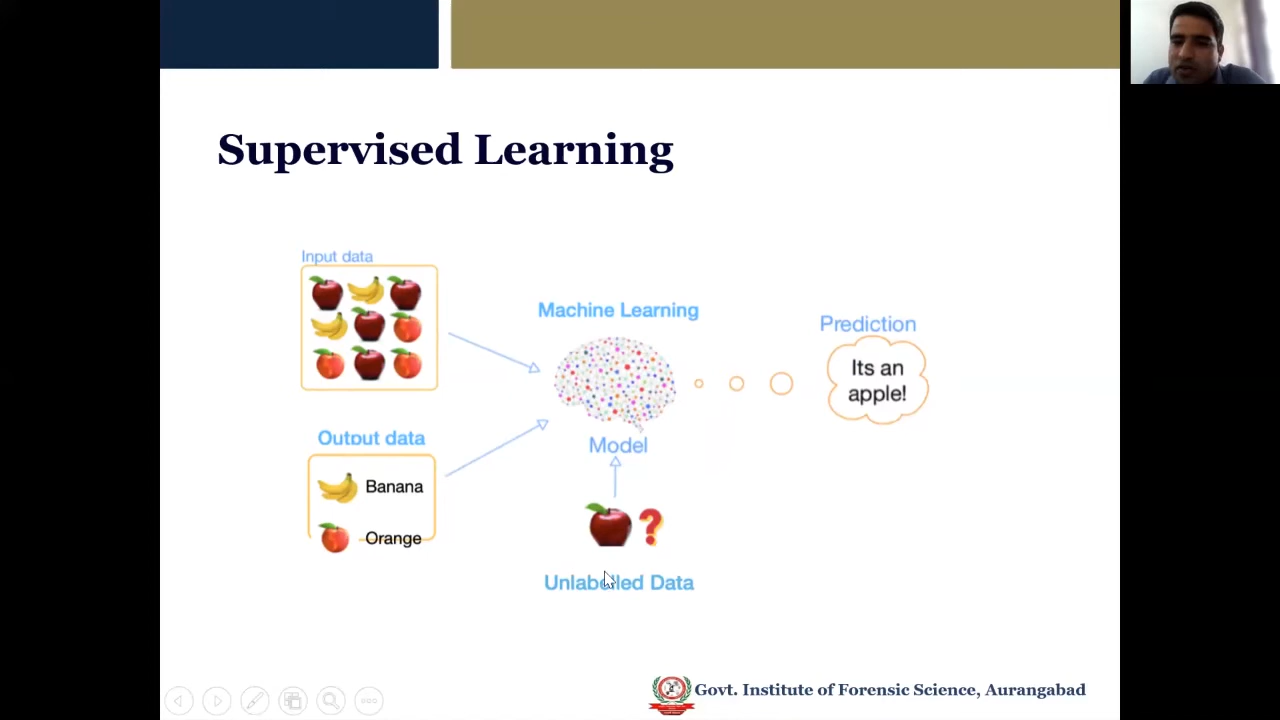 Supervised Learning
Input data
Machine Learning
Prediction
Its an
apple!
Output data
Model
Banana
Orange
?
Unlabelled Data
Govt. Institute of Forensic Science, Aurangabad